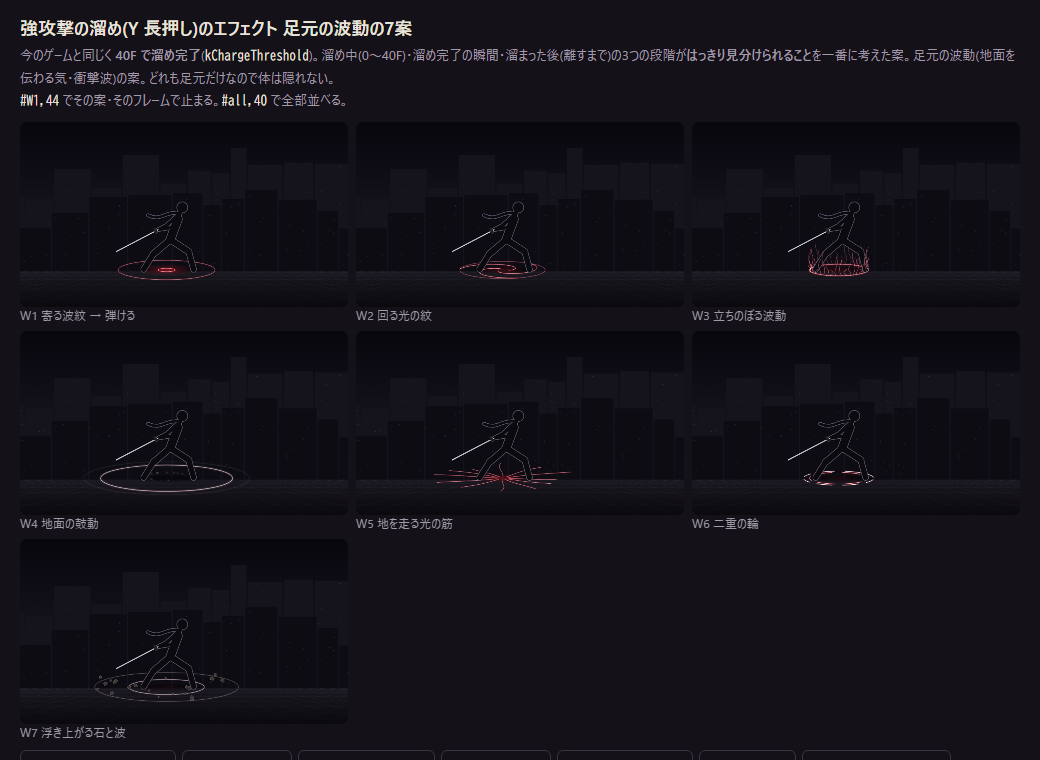 強攻撃の溜め(Y 長押し)のエフェクト 足元の波動の7案
今のゲームと同じく 40F で溜め完了(kChargeThreshold)。溜め中(0〜40F)・溜め完了の瞬間・溜まった後(離すまで)の3つの段階がはっきり見分けられることを一番に考えた案。足元の波動(地面を
伝わる気・衝撃波)の案。どれも足元だけなので体は隠れない。
#W1,44 でその案・そのフレームで止まる。#all,40 で全部並べる。
W1 寄る波紋 → 弾ける
W2 回る光の紋
W3 立ちのぼる波動
W4 地面の鼓動
W5 地を走る光の筋
W6 二重の輪
W7 浮き上がる石と波